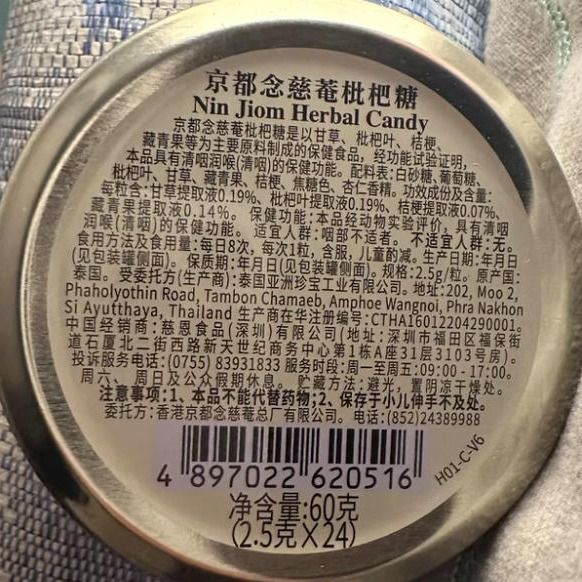 京都念慈菴枇杷糖
Nin Jiom Herbal Candy
京都念慈菴枇杷糖是以甘草、枇杷叶、桔梗、
藏青果等为主要原料制成的保健食品，经功能试验证明，
本品具有清咽润喉(清咽)的保健功能。配料表：白砂糖、葡萄糖、
枇杷叶、甘草、藏青果、桔梗、焦糖色、杏仁香精。功效成份及含量：
每粒含：甘草提取液0.19%、枇杷叶提取液0.19%、桔梗提取液0.07%、
藏青果提取液0.14%。保健功能：本品经动物实验评价，具有清咽
润喉(清咽)的保健功能。适宜人群：咽部不适者。不适宜人群：无。
食用方法及食用量：每日8次，每次1粒，含服，儿童酌减。生产日期：年月日
(见包装罐侧面)。保质期：年月日(见包装罐侧面)。规格：2.5g/粒。原产国：
泰国。受委托方(生产商)：泰国亚洲珍宝工业有限公司。地址：202, Moo 2,
Phaholyothin Road, Tambon Chamaeb, Amphoe Wangnoi, Phra Nakhon
Si Ayutthaya, Thailand 生产商在华注册编号：CTHA16012204290001。
中国经销商：慈恩食品(深圳)有限公司(地址：深圳市福田区福保街
道石厦北二街西路新天世纪商务中心第1栋A座31层3103号房)。
投诉服务电话：(0755) 83931833 服务时段：周一至周五：09:00 - 17:00。
周六、周日及公众假期休息。贮藏方法：避光，置阴凉干燥处。
注意事项：1、本品不能代替药物；2、保存于小儿伸手不及处。
委托方：香港京都念慈菴总厂有限公司。电话：(852)24389988
4 897022 620516
H01-C-V6
净含量:60克
(2.5克X24)